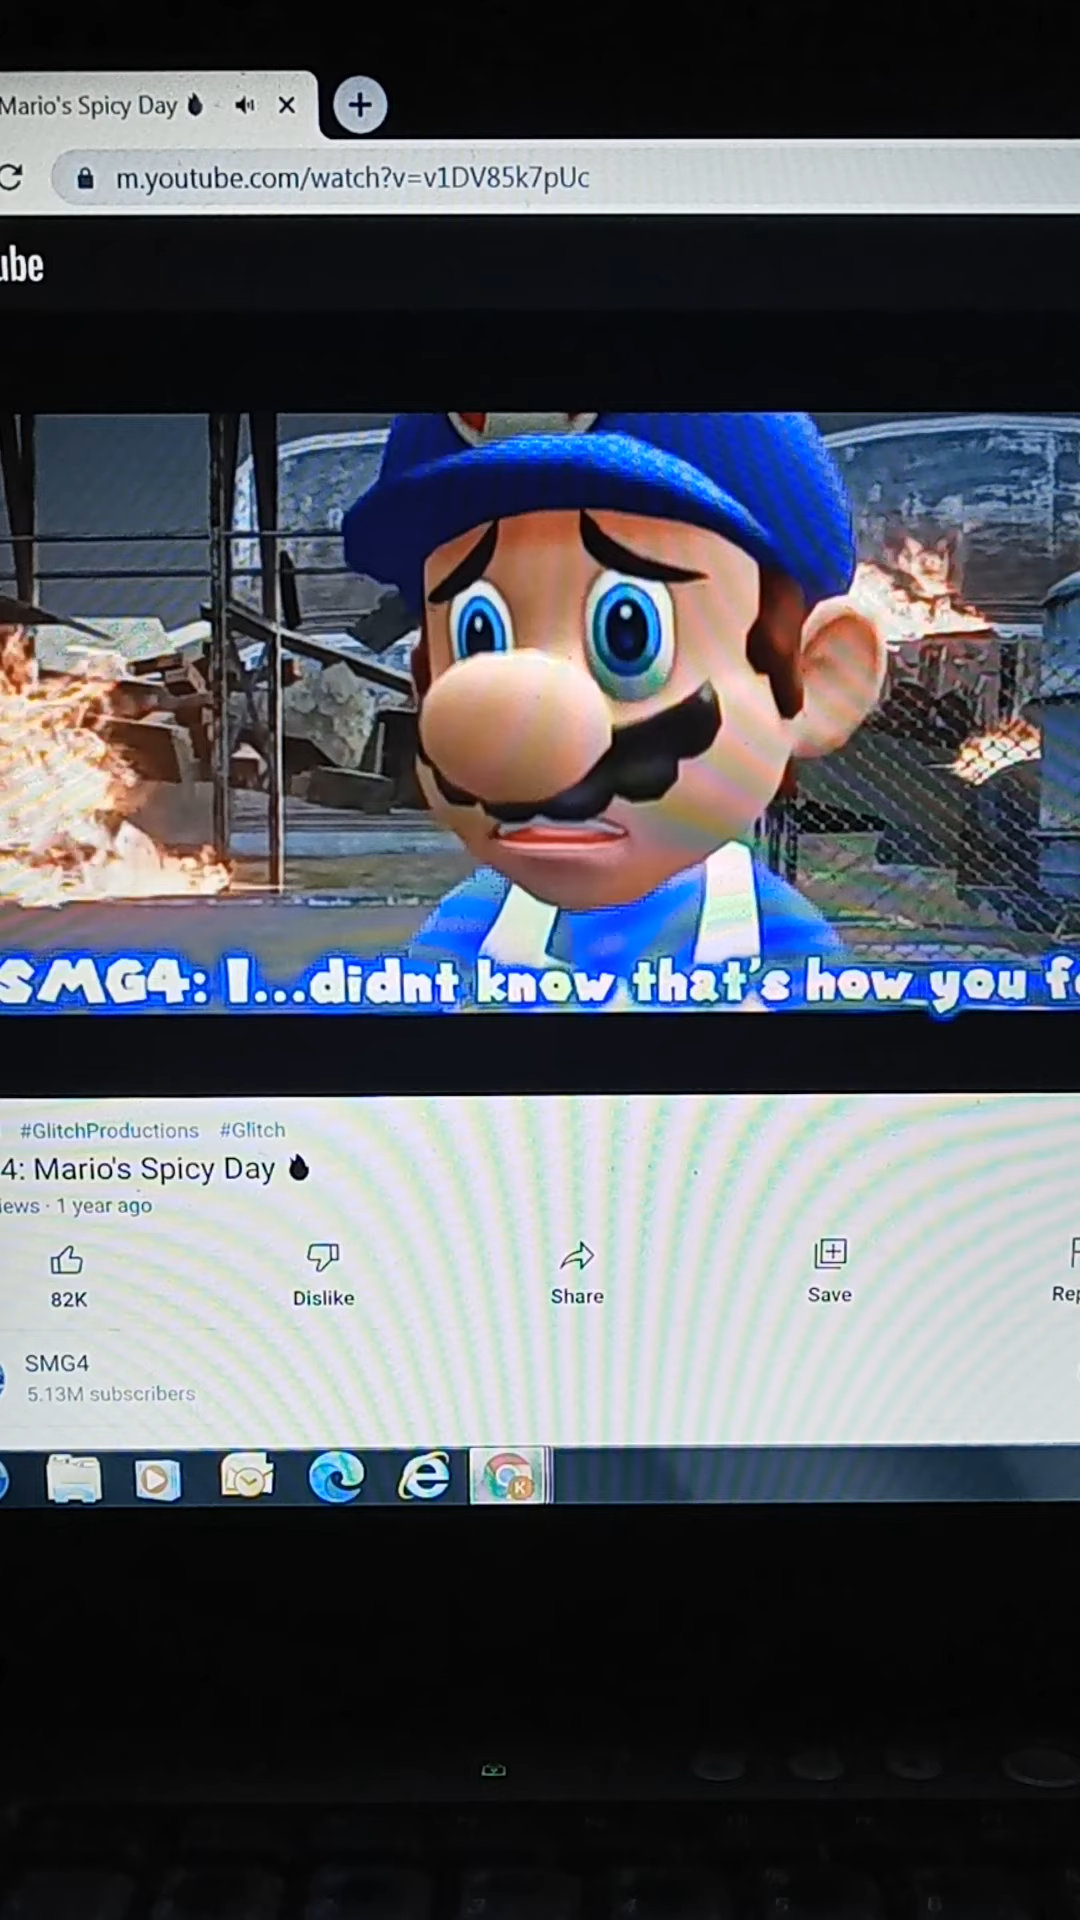 Mario's Spicy Day
m.youtube.com/watch?v=v1DV85k7pUc
ube
SMG4: I...didnt know that's how you f
#GlitchProductions #Glitch
4: Mario's Spicy Day
iews · 1 year ago
82K
Dislike
Share
Save
Rep
SMG4
5.13M subscribers
K